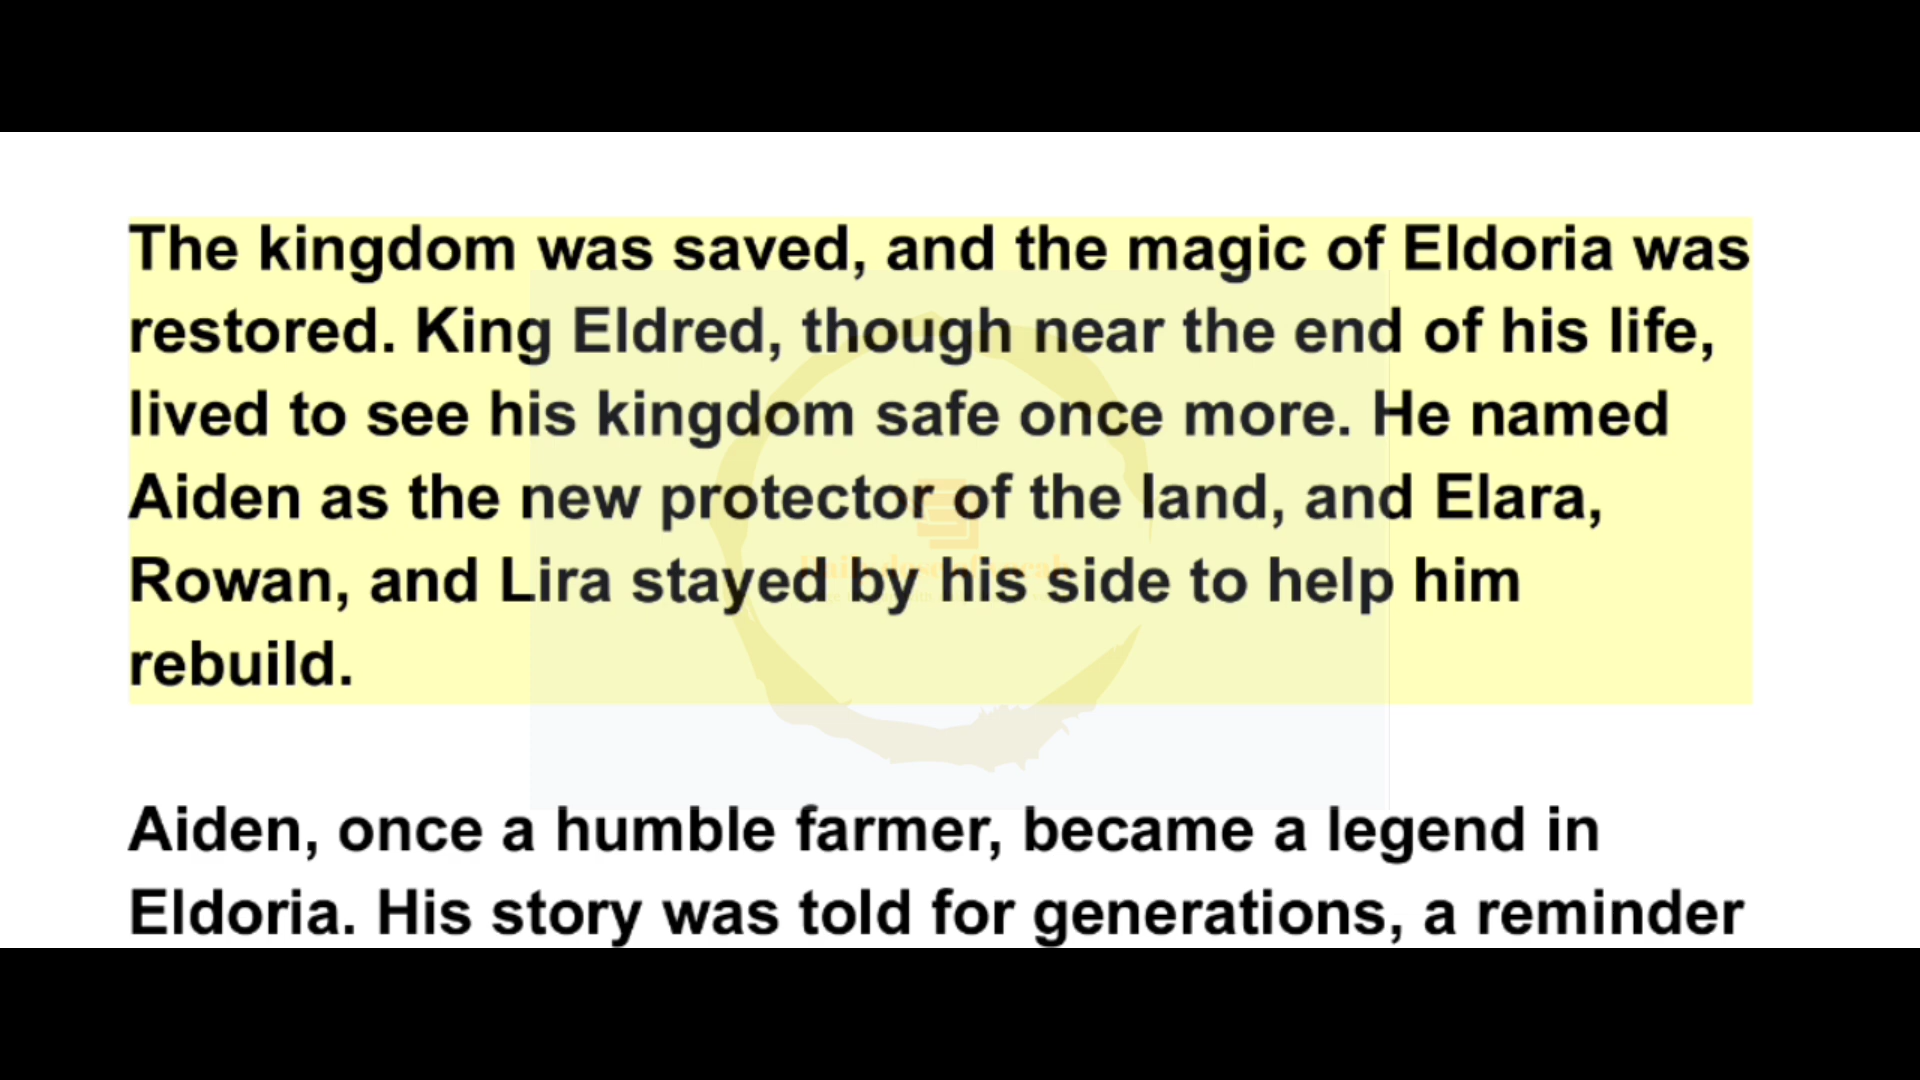 The kingdom was saved, and the magic of Eldoria was
restored. King Eldred, though near the end of his life,
lived to see his kingdom safe once more. He named
Aiden as the new protector of the land, and Elara,
Rowan, and Lira stayed by his side to help him
rebuild.
Aiden, once a humble farmer, became a legend in
Eldoria. His story was told for generations, a reminder